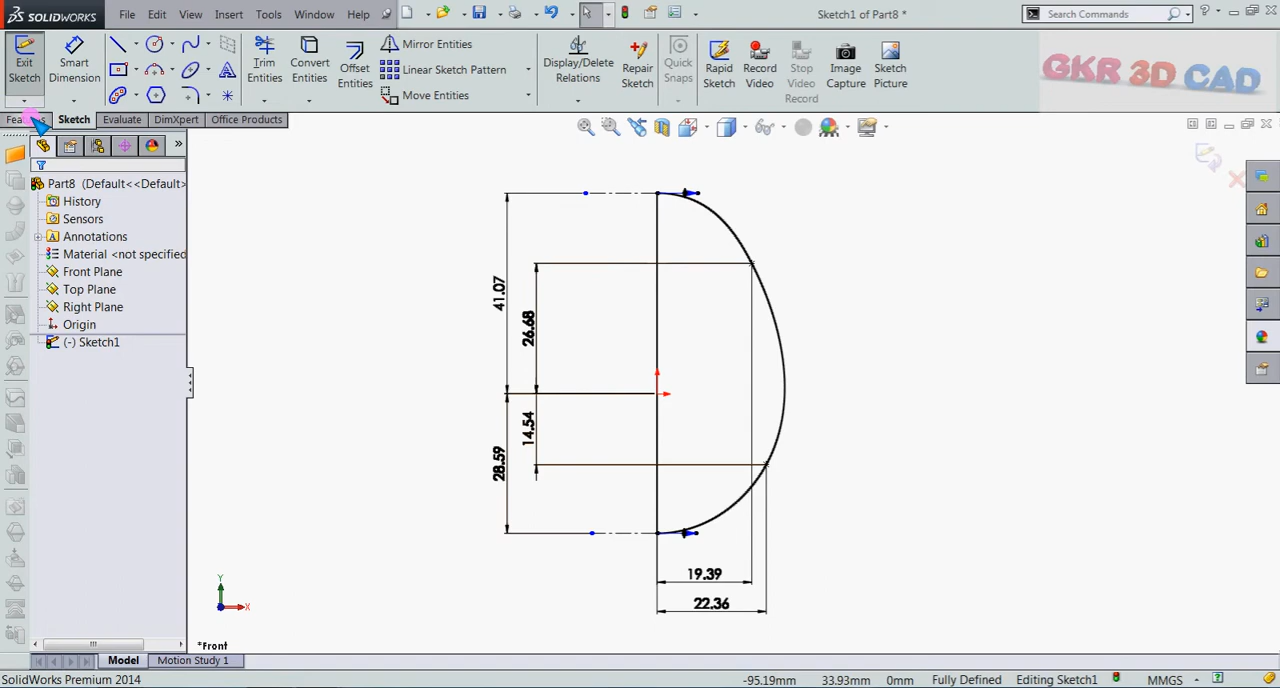 SOLIDWORKS File Edit View Insert Tools Window Help Sketch1 of Part8 * Search Commands
Exit Sketch
Smart Dimension
Trim Entities
Convert Entities
Offset Entities
Mirror Entities
Linear Sketch Pattern
Move Entities
Display/Delete Relations
Repair Sketch
Quick Snaps
Rapid Sketch
Record Video
Stop Video Record
Image Capture
Sketch Picture
GKR 3D CAD
Sketch Evaluate DimXpert Office Products
Part8 (Default<<Default>
History
Sensors
Annotations
Material <not specified
Front Plane
Top Plane
Right Plane
Origin
(-) Sketch1
41.07
26.68
14.54
28.59
19.39
22.36
Y
X
*Front
Model Motion Study 1
SolidWorks Premium 2014 -95.19mm 33.93mm 0mm Fully Defined Editing Sketch1 MMGS